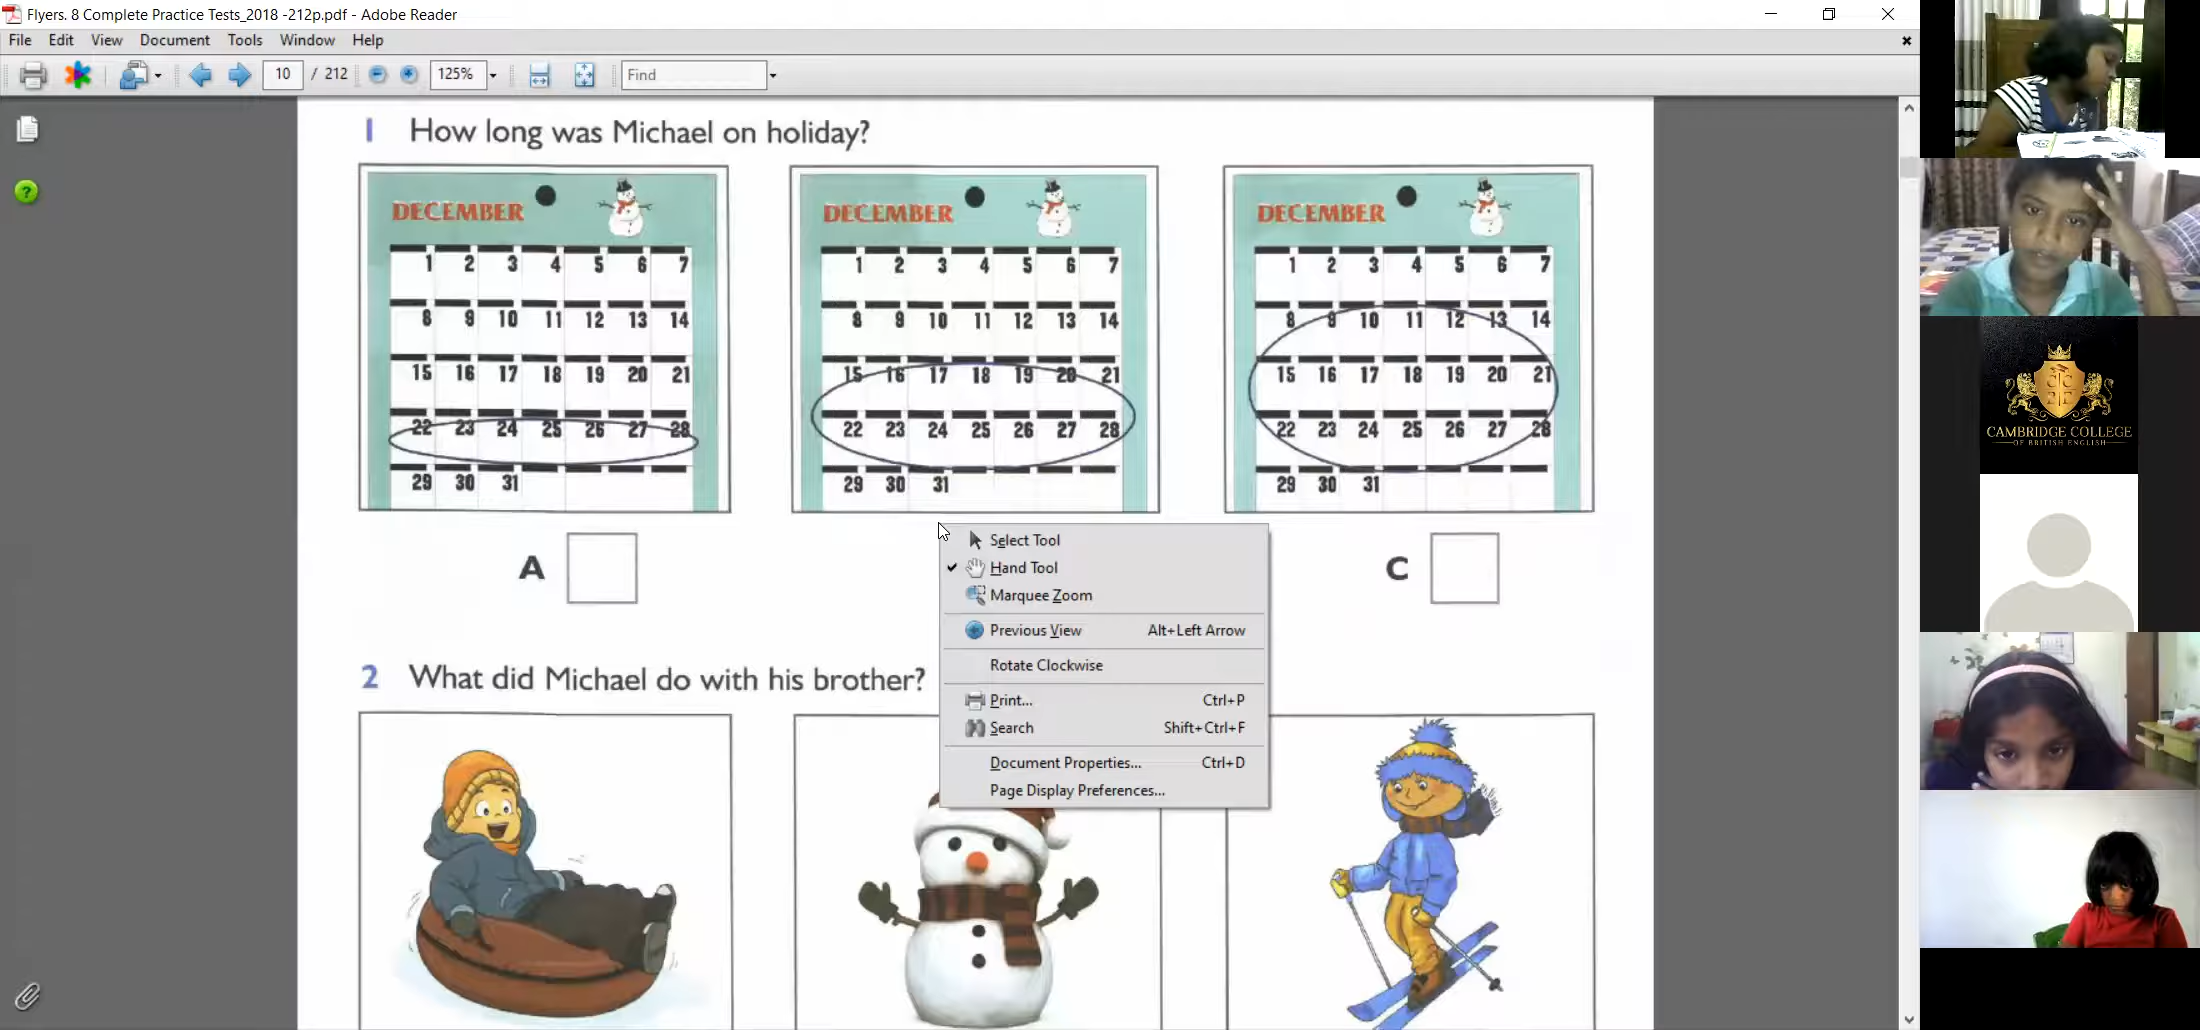 Flyers. 8 Complete Practice Tests_2018 -212p.pdf - Adobe Reader
File Edit View Document Tools Window Help
10 / 212 125% Find
1 How long was Michael on holiday?
DECEMBER
1 2 3 4 5 6 7
8 9 10 11 12 13 14
15 16 17 18 19 20 21
22 23 24 25 26 27 28
29 30 31
DECEMBER
1 2 3 4 5 6 7
8 9 10 11 12 13 14
15 16 17 18 19 20 21
22 23 24 25 26 27 28
29 30 31
DECEMBER
1 2 3 4 5 6 7
8 9 10 11 12 13 14
15 16 17 18 19 20 21
22 23 24 25 26 27 28
29 30 31
A
C
Select Tool
Hand Tool
Marquee Zoom
Previous View Alt+Left Arrow
Rotate Clockwise
Print... Ctrl+P
Search Shift+Ctrl+F
Document Properties... Ctrl+D
Page Display Preferences...
2 What did Michael do with his brother?
CAMBRIDGE COLLEGE
OF BRITISH ENGLISH